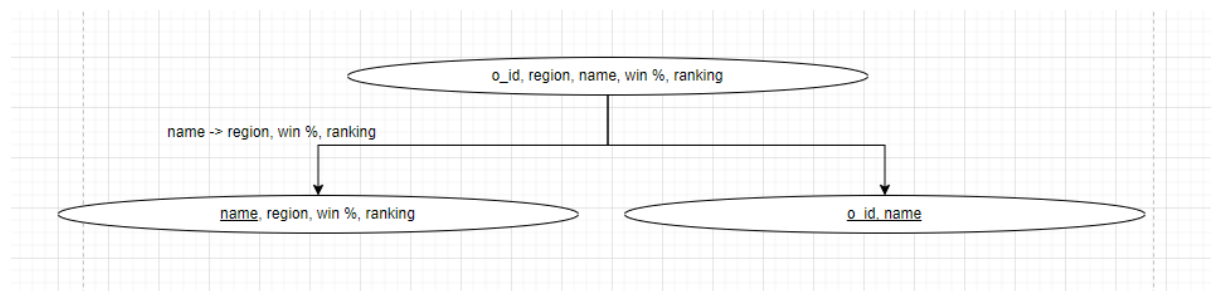 o_id, region, name, win %, ranking
name -> region, win %, ranking
name, region, win %, ranking
o_id, name